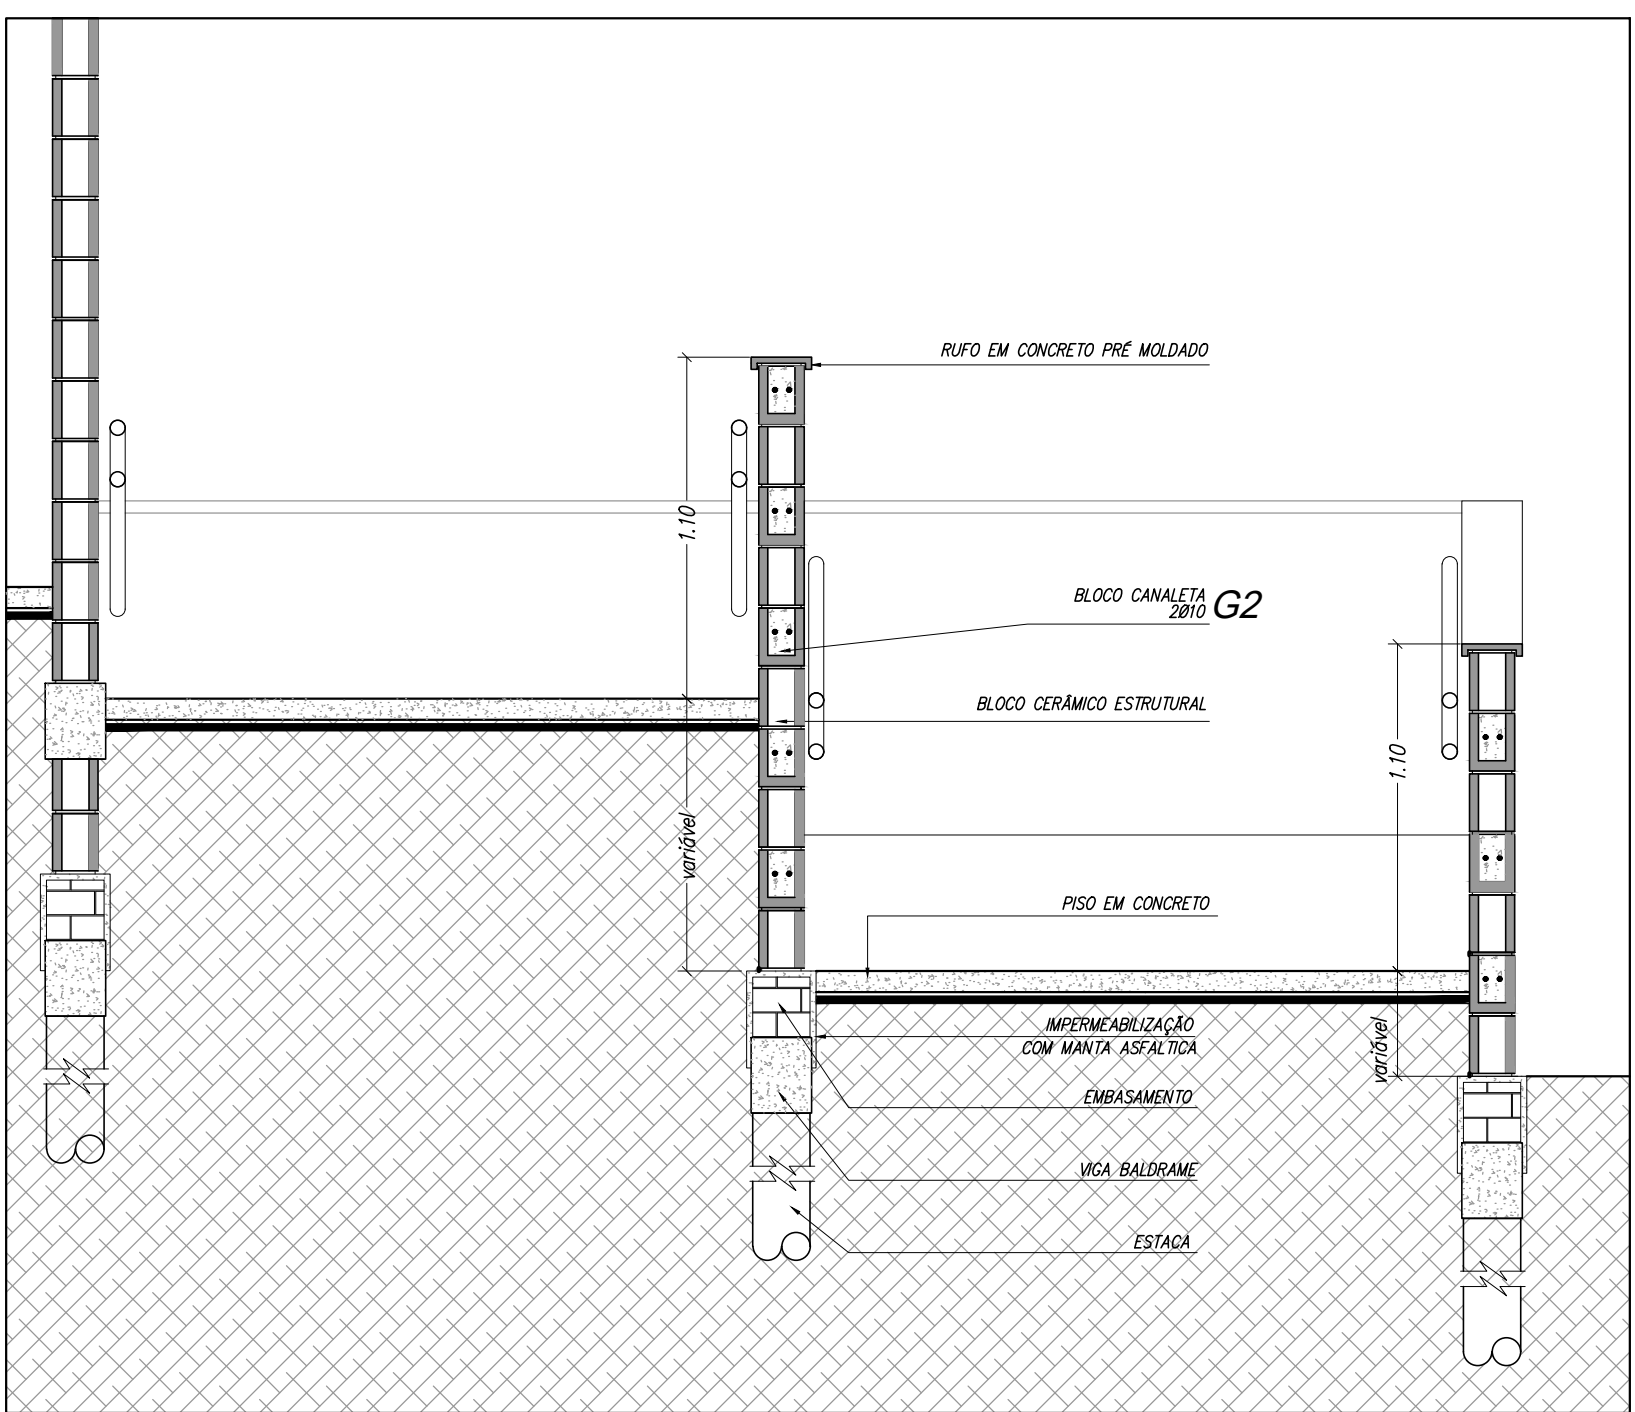 RUFO EM CONCRETO PRÉ MOLDADO
1.10
BLOCO CANALETA
2Ø10 G2
BLOCO CERÂMICO ESTRUTURAL
1.10
variável
PISO EM CONCRETO
IMPERMEABILIZAÇÃO
COM MANTA ASFALTICA
variável
EMBASAMENTO
VIGA BALDRAME
ESTACA